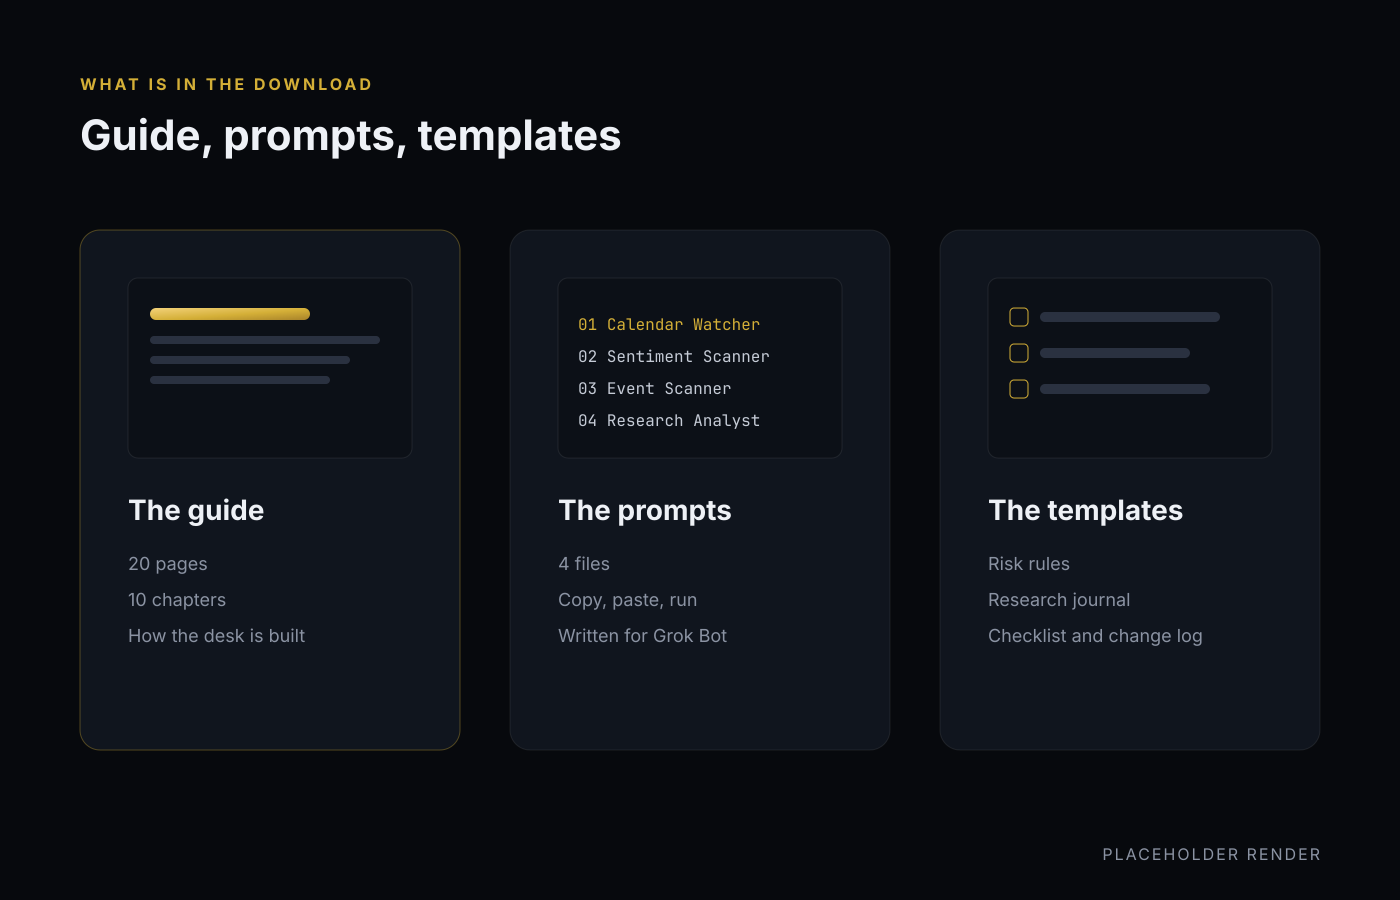 WHAT IS IN THE DOWNLOAD
Guide, prompts, templates
01 Calendar Watcher
02 Sentiment Scanner
03 Event Scanner
04 Research Analyst
The guide
20 pages
10 chapters
How the desk is built
The prompts
4 files
Copy, paste, run
Written for Grok Bot
The templates
Risk rules
Research journal
Checklist and change log
PLACEHOLDER RENDER